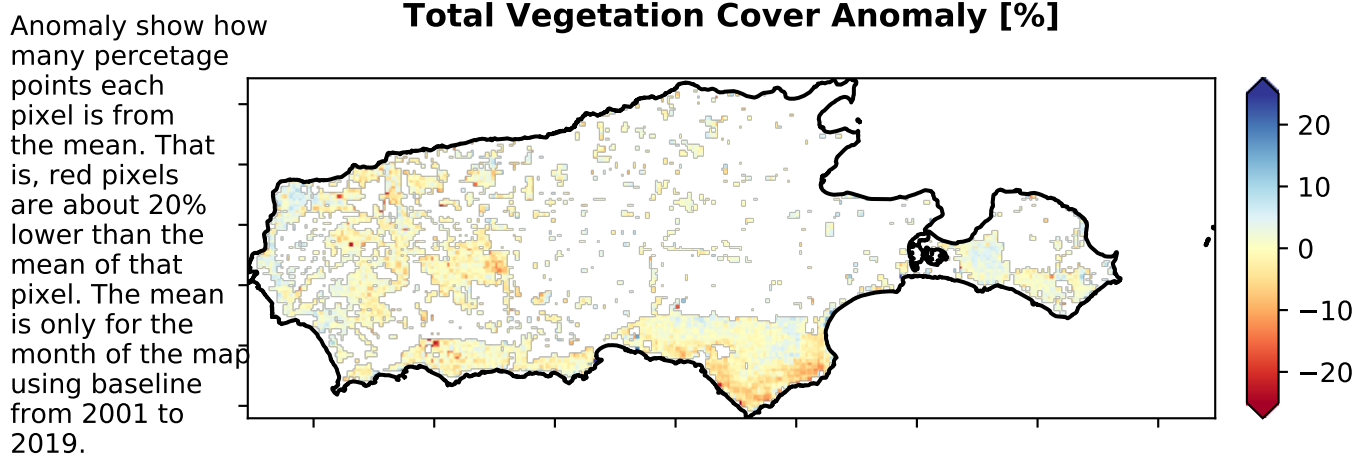 Total Vegetation Cover Anomaly [%]
Anomaly show how
many percetage
points each
pixel is from
the mean. That
is, red pixels
are about 20%
lower than the
mean of that
pixel. The mean
is only for the
month of the map
using baseline
from 2001 to
2019.
20
10
0
−10
−20